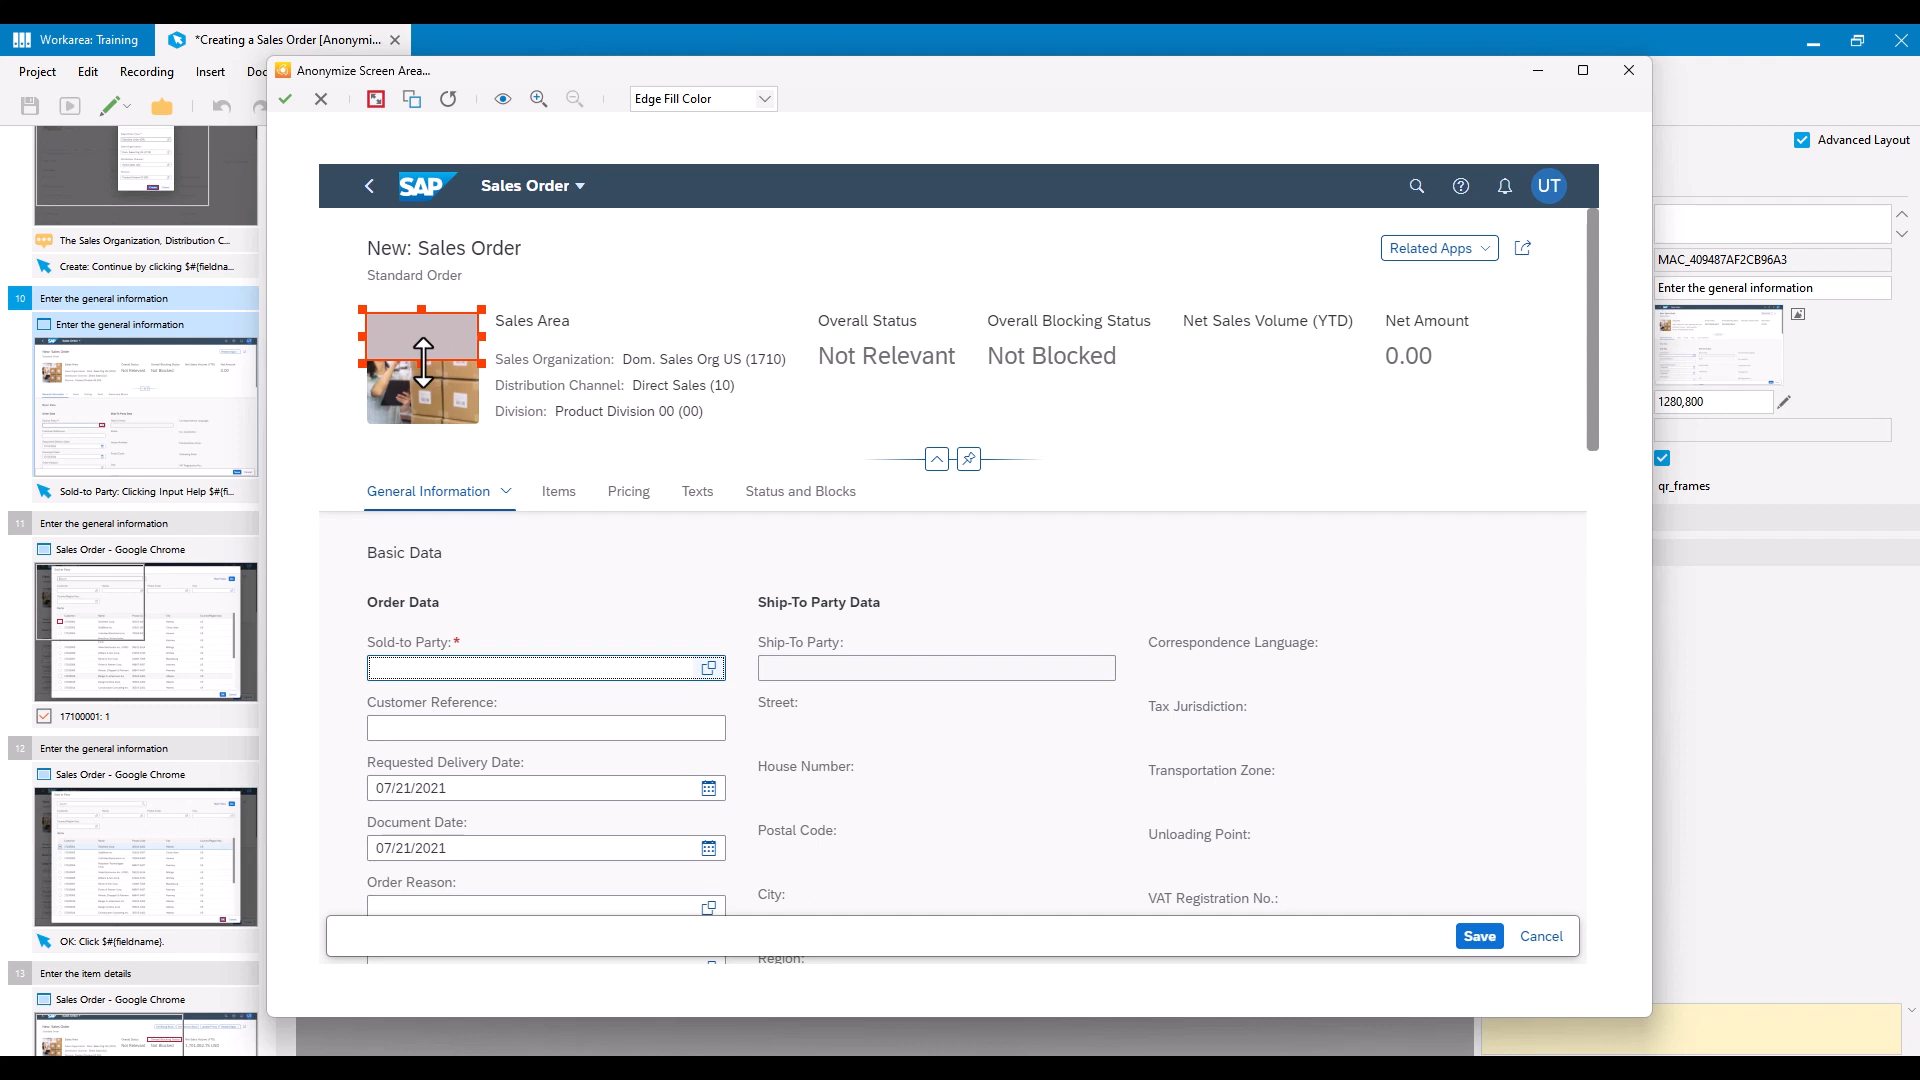 Workarea: Training
*Creating a Sales Order [Anonymi...
Project Edit Recording Insert Doc
Anonymize Screen Area...
Edge Fill Color
Advanced Layout
SAP
Sales Order
UT
New: Sales Order
Standard Order
Related Apps
Sales Area
Overall Status
Overall Blocking Status
Net Sales Volume (YTD)
Net Amount
Sales Organization: Dom. Sales Org US (1710)
Not Relevant
Not Blocked
0.00
Distribution Channel: Direct Sales (10)
Division: Product Division 00 (00)
General Information
Items
Pricing
Texts
Status and Blocks
Basic Data
Order Data
Ship-To Party Data
Sold-to Party:*
Ship-To Party:
Correspondence Language:
Customer Reference:
Street:
Tax Jurisdiction:
Requested Delivery Date:
07/21/2021
House Number:
Transportation Zone:
Document Date:
07/21/2021
Postal Code:
Unloading Point:
Order Reason:
City:
VAT Registration No.:
Save
Cancel
Region:
The Sales Organization, Distribution C...
Create: Continue by clicking $#{fieldna...
10 Enter the general information
Enter the general information
Sold-to Party: Clicking Input Help $#{fi...
11 Enter the general information
Sales Order - Google Chrome
17100001: 1
12 Enter the general information
Sales Order - Google Chrome
OK: Click $#{fieldname}.
13 Enter the item details
Sales Order - Google Chrome
MAC_409487AF2CB96A3
Enter the general information
1280,800
qr_frames